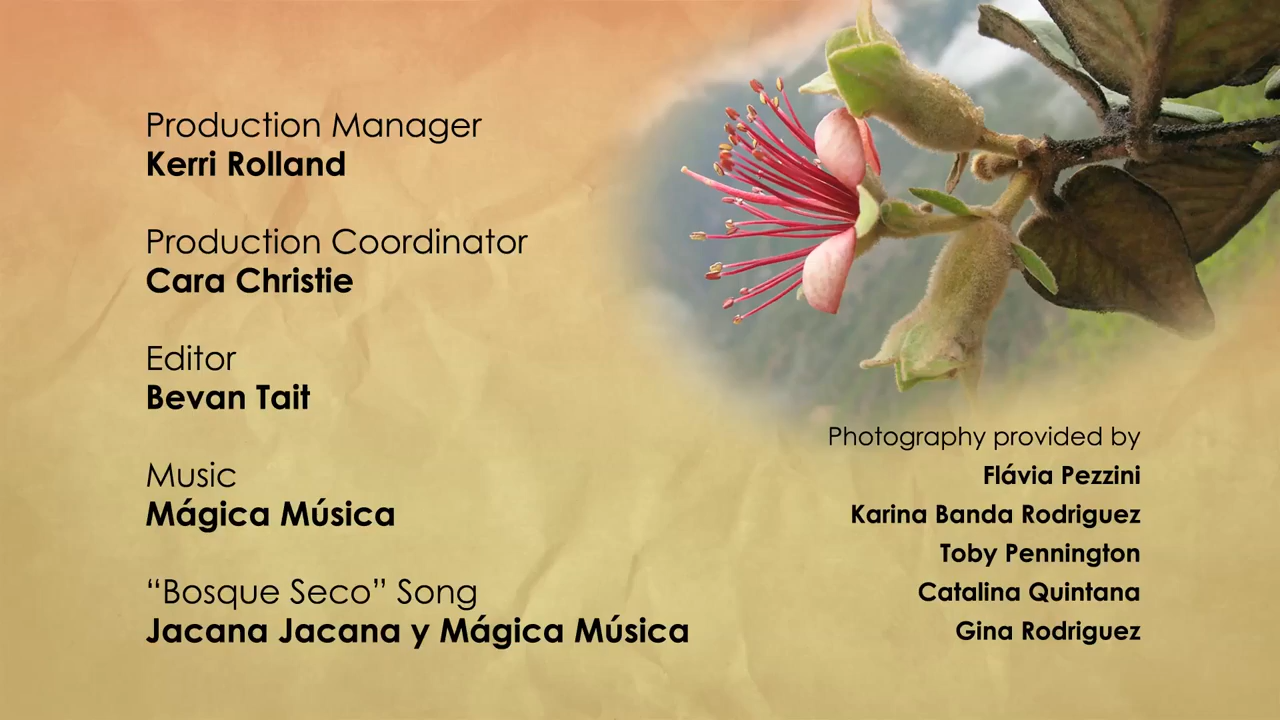 Production Manager
Kerri Rolland
Production Coordinator
Cara Christie
Editor
Bevan Tait
Music
Mágica Música
“Bosque Seco” Song
Jacana Jacana y Mágica Música
Photography provided by
Flávia Pezzini
Karina Banda Rodriguez
Toby Pennington
Catalina Quintana
Gina Rodriguez